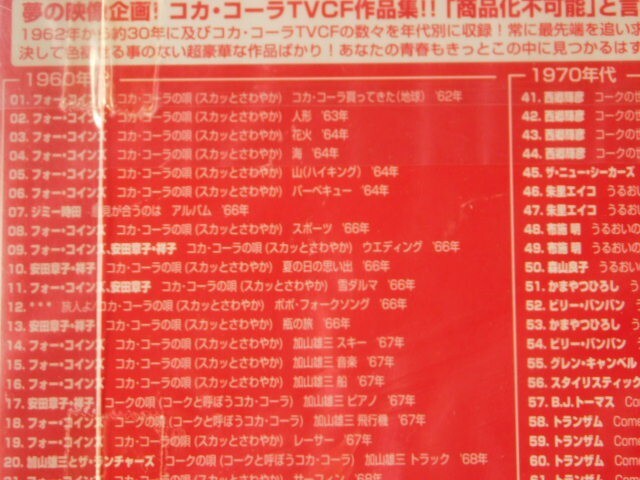 夢の映像企画! コカ・コーラTVCF作品集!!「商品化不可能」と言
1962年から約30年に及びコカ・コーラTVCFの数々を年代別に収録!常に最先端を追い求
決して色褪せる事のない超豪華な作品ばかり!あなたの青春もきっとこの中に見つかるはず
1960年代
01. フォー・コインズ コカ・コーラの唄(スカッとさわやか) コカ・コーラ買ってきた(地球) '62年
02. フォー・コインズ コカ・コーラの唄(スカッとさわやか) 人形 '63年
03. フォー・コインズ コカ・コーラの唄(スカッとさわやか) 花火 '64年
04. フォー・コインズ コカ・コーラの唄(スカッとさわやか) 海 '64年
05. フォー・コインズ コカ・コーラの唄(スカッとさわやか) 山(ハイキング) '64年
06. フォー・コインズ コカ・コーラの唄(スカッとさわやか) バーベキュー '64年
07. ジミー時田 意見が合うのは アルバム '66年
08. フォー・コインズ コカ・コーラの唄(スカッとさわやか) スポーツ '66年
09. フォー・コインズ、安田章子・祥子 コカ・コーラの唄(スカッとさわやか) ウエディング '66年
10. 安田章子・祥子 コカ・コーラの唄(スカッとさわやか) 夏の日の思い出 '66年
11. フォー・コインズ、安田章子 コカ・コーラの唄(スカッとさわやか) 雪ダルマ '66年
12. *** 旅人よ/コカ・コーラの唄(スカッとさわやか) ポポ・フォークソング '66年
13. 安田章子・祥子 コカ・コーラの唄(スカッとさわやか) 瓶の旅 '66年
14. フォー・コインズ コカ・コーラの唄(スカッとさわやか) 加山雄三 スキー '67年
15. フォー・コインズ コカ・コーラの唄(スカッとさわやか) 加山雄三 音楽 '67年
16. フォー・コインズ コカ・コーラの唄(スカッとさわやか) 加山雄三 船 '67年
17. 安田章子・祥子 コークの唄(コークと呼ぼうコカ・コーラ) 加山雄三 ピアノ '67年
18. フォー・コインズ コークの唄(コークと呼ぼうコカ・コーラ) 加山雄三 飛行機 '67年
19. フォー・コインズ コカ・コーラの唄(スカッとさわやか) レーサー '67年
20. 加山雄三とザ・ランチャーズ コークの唄(コークと呼ぼうコカ・コーラ) 加山雄三 トラック '68年
コカ・コーラの唄(スカッとさわやか) サーフィン '68年
1970年代
41. 西郷輝彦 コークの
42. 西郷輝彦 コークの
43. 西郷輝彦 コークの
44. 西郷輝彦 コークの
45. ザ・ニュー・シーカーズ
46. 朱里エイコ うるおい
47. 朱里エイコ うるおい
48. 布施 明 うるおいの
49. 布施 明 うるおいの
50. 森山良子 うるおいの
51. かまやつひろし うる
52. ビリー・バンバン う
53. かまやつひろし うる
54. ビリー・バンバン う
55. グレン・キャンベル
56. スタイリスティック
57. B.J.トーマス Com
58. トランザム Come
59. トランザム Come
60. トランザム Come
61. トランザム Come